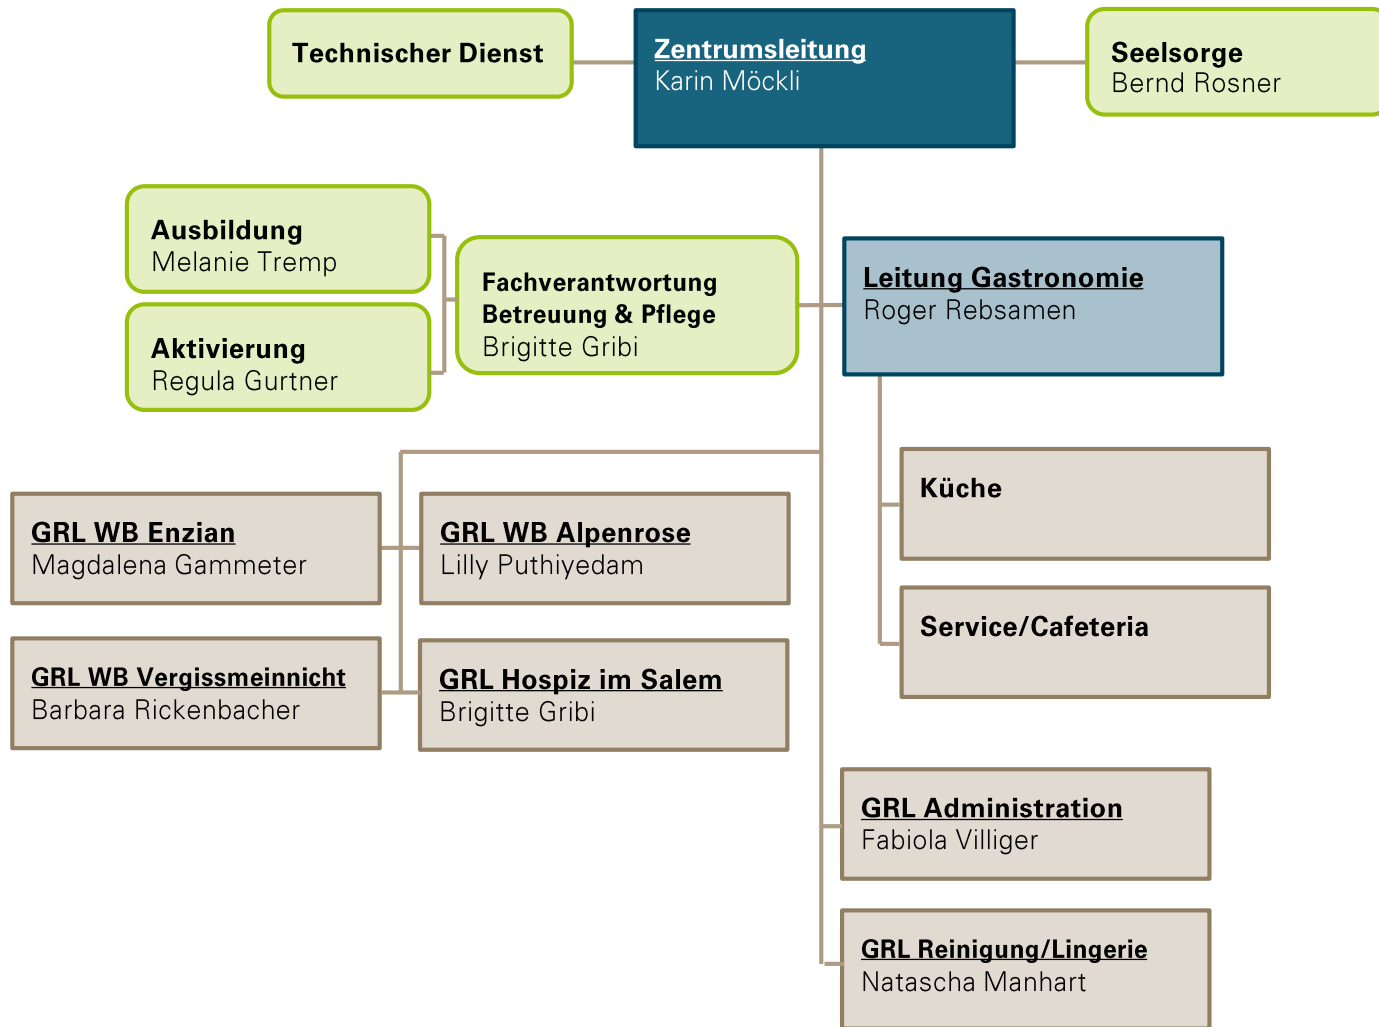 Technischer Dienst
Zentrumsleitung
Karin Möckli
Seelsorge
Bernd Rosner
Ausbildung
Melanie Tremp
Aktivierung
Regula Gurtner
Fachverantwortung
Betreuung & Pflege
Brigitte Gribi
Leitung Gastronomie
Roger Rebsamen
Küche
Service/Cafeteria
GRL WB Enzian
Magdalena Gammeter
GRL WB Alpenrose
Lilly Puthiyedam
GRL WB Vergissmeinnicht
Barbara Rickenbacher
GRL Hospiz im Salem
Brigitte Gribi
GRL Administration
Fabiola Villiger
GRL Reinigung/Lingerie
Natascha Manhart